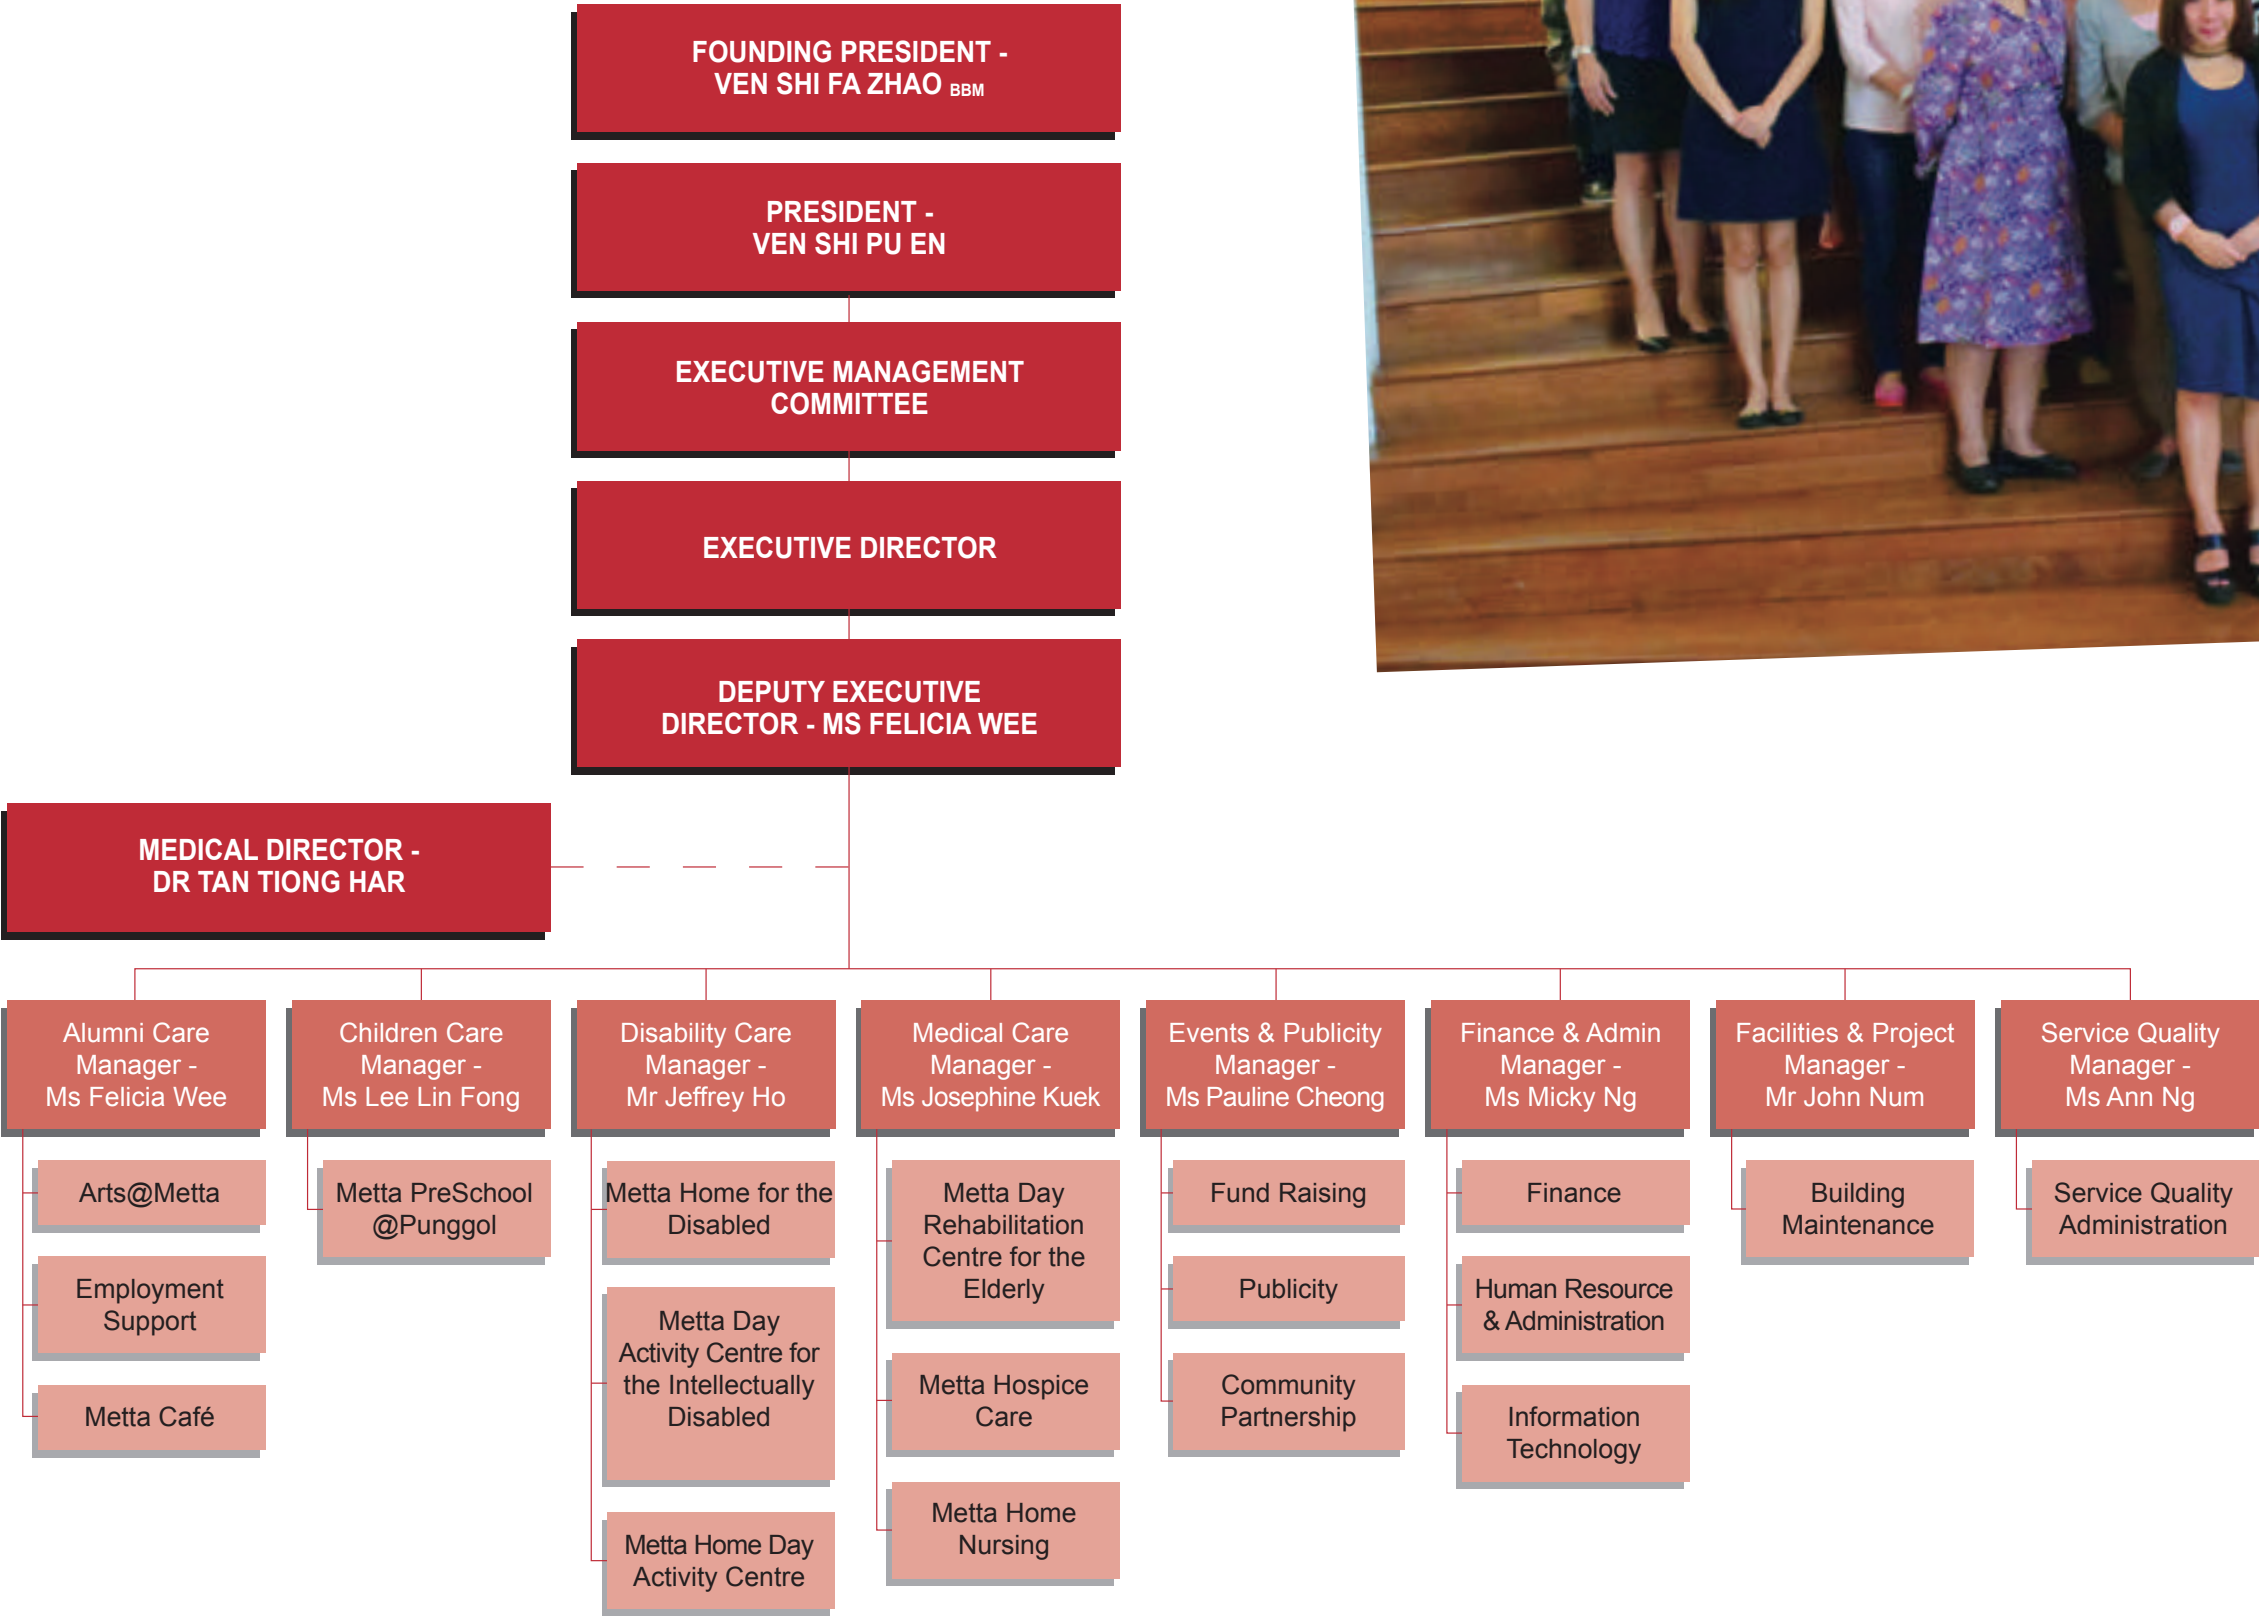 FOUNDING PRESIDENT -
VEN SHI FA ZHAO BBM
PRESIDENT -
VEN SHI PU EN
EXECUTIVE MANAGEMENT
COMMITTEE
EXECUTIVE DIRECTOR
DEPUTY EXECUTIVE
DIRECTOR - MS FELICIA WEE
MEDICAL DIRECTOR -
DR TAN TIONG HAR
Alumni Care
Manager -
Ms Felicia Wee
Arts@Metta
Employment
Support
Metta Café
Children Care
Manager -
Ms Lee Lin Fong
Metta PreSchool
@Punggol
Disability Care
Manager -
Mr Jeffrey Ho
Metta Home for the
Disabled
Metta Day
Activity Centre for
the Intellectually
Disabled
Metta Home Day
Activity Centre
Medical Care
Manager -
Ms Josephine Kuek
Metta Day
Rehabilitation
Centre for the
Elderly
Metta Hospice
Care
Metta Home
Nursing
Events & Publicity
Manager -
Ms Pauline Cheong
Fund Raising
Publicity
Community
Partnership
Finance & Admin
Manager -
Ms Micky Ng
Finance
Human Resource
& Administration
Information
Technology
Facilities & Project
Manager -
Mr John Num
Building
Maintenance
Service Quality
Manager -
Ms Ann Ng
Service Quality
Administration